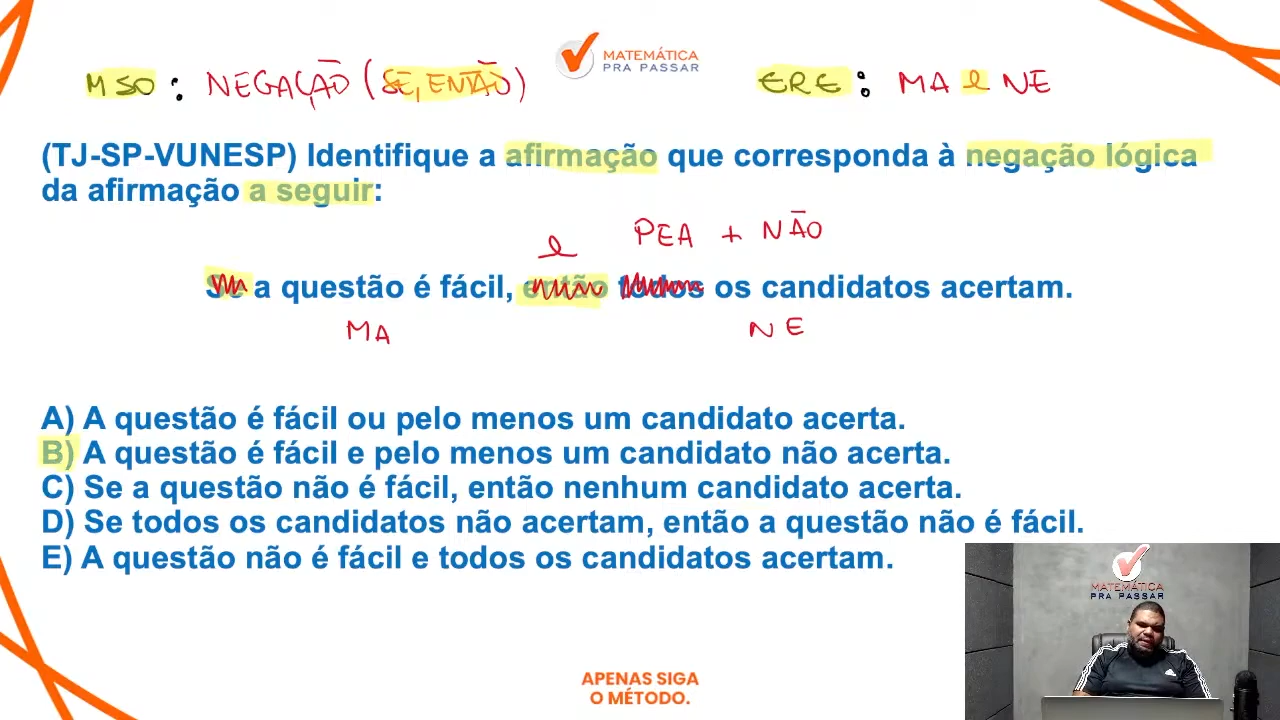 MATEMÁTICA
PRA PASSAR
MSO : NEGAÇÃO (SE, ENTÃO)
ERE : MA e NE
(TJ-SP-VUNESP) Identifique a afirmação que corresponda à negação lógica
da afirmação a seguir:
e PEA + NÃO
Se a questão é fácil, então todos os candidatos acertam.
MA NE
A) A questão é fácil ou pelo menos um candidato acerta.
B) A questão é fácil e pelo menos um candidato não acerta.
C) Se a questão não é fácil, então nenhum candidato acerta.
D) Se todos os candidatos não acertam, então a questão não é fácil.
E) A questão não é fácil e todos os candidatos acertam.
MATEMÁTICA
PRA PASSAR
APENAS SIGA
O MÉTODO.